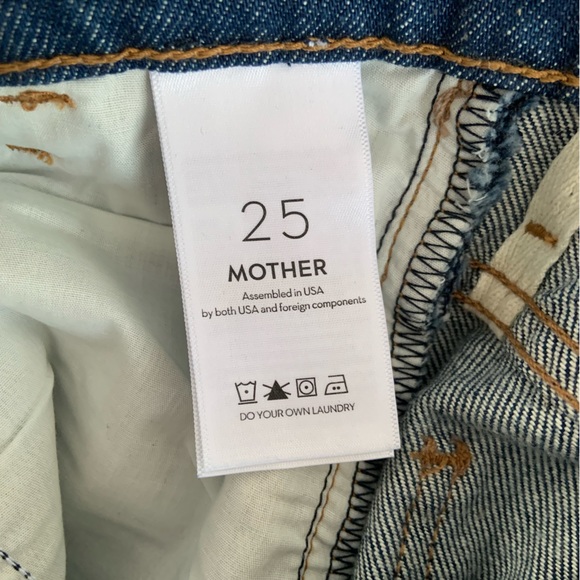 25
MOTHER
Assembled in USA
by both USA and foreign components
DO YOUR OWN LAUNDRY